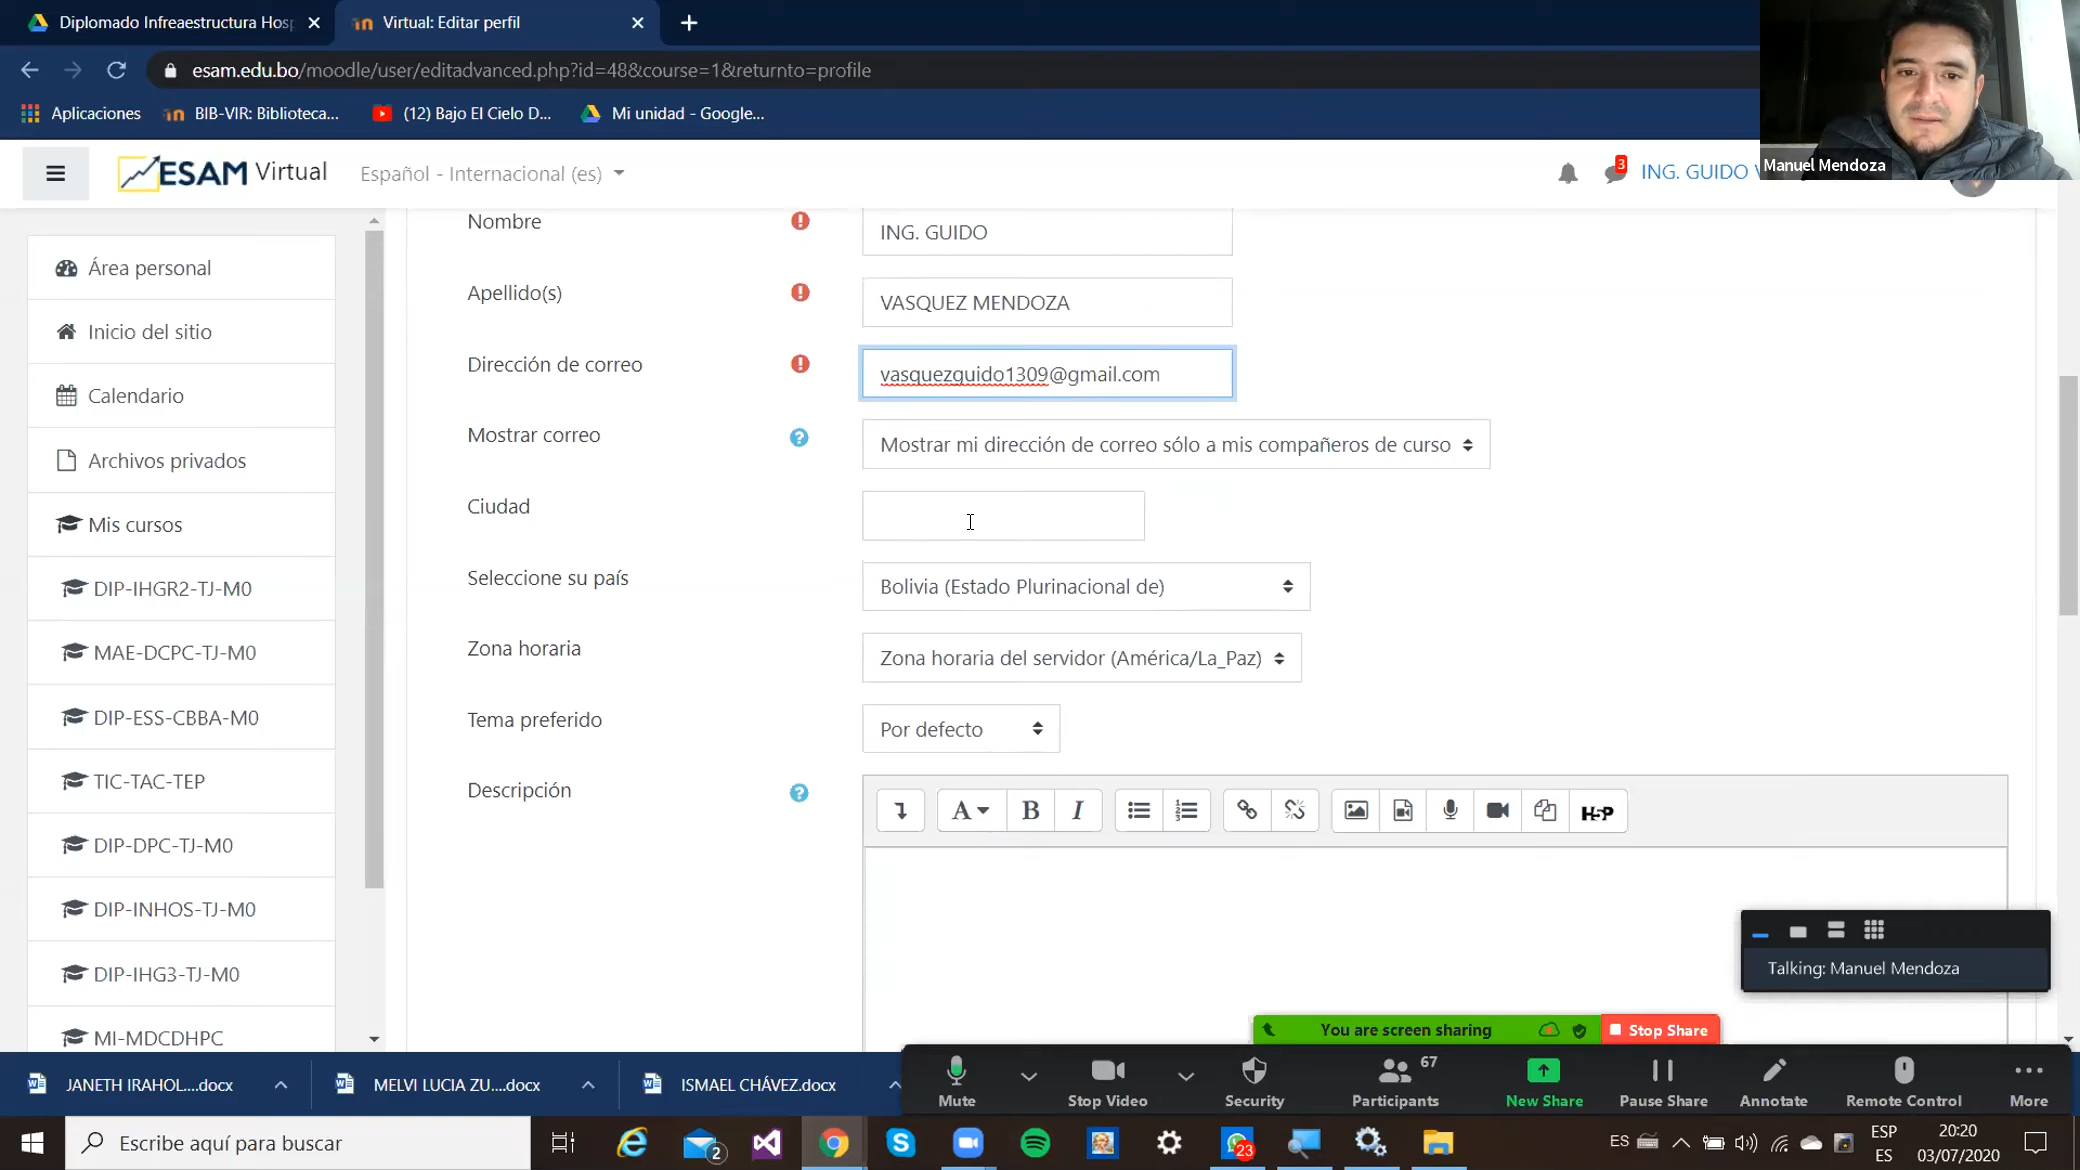 Diplomado Infraestructura Hosp
Virtual: Editar perfil
esam.edu.bo/moodle/user/editadvanced.php?id=48&course=1&returnto=profile
Aplicaciones
BIB-VIR: Biblioteca...
(12) Bajo El Cielo D...
Mi unidad - Google...
Manuel Mendoza
ESAM Virtual
Español - Internacional (es)
3
ING. GUIDO V
Área personal
Inicio del sitio
Calendario
Archivos privados
Mis cursos
DIP-IHGR2-TJ-M0
MAE-DCPC-TJ-M0
DIP-ESS-CBBA-M0
TIC-TAC-TEP
DIP-DPC-TJ-M0
DIP-INHOS-TJ-M0
DIP-IHG3-TJ-M0
MI-MDCDHPC
Nombre
ING. GUIDO
Apellido(s)
VASQUEZ MENDOZA
Dirección de correo
vasquezguido1309@gmail.com
Mostrar correo
Mostrar mi dirección de correo sólo a mis compañeros de curso
Ciudad
Seleccione su país
Bolivia (Estado Plurinacional de)
Zona horaria
Zona horaria del servidor (América/La_Paz)
Tema preferido
Por defecto
Descripción
A B I
H5P
Talking: Manuel Mendoza
You are screen sharing
Stop Share
JANETH IRAHOL....docx
MELVI LUCIA ZU....docx
ISMAEL CHÁVEZ.docx
Mute
Stop Video
Security
Participants
67
New Share
Pause Share
Annotate
Remote Control
More
Escribe aquí para buscar
2
23
ES
ESP
ES
20:20
03/07/2020